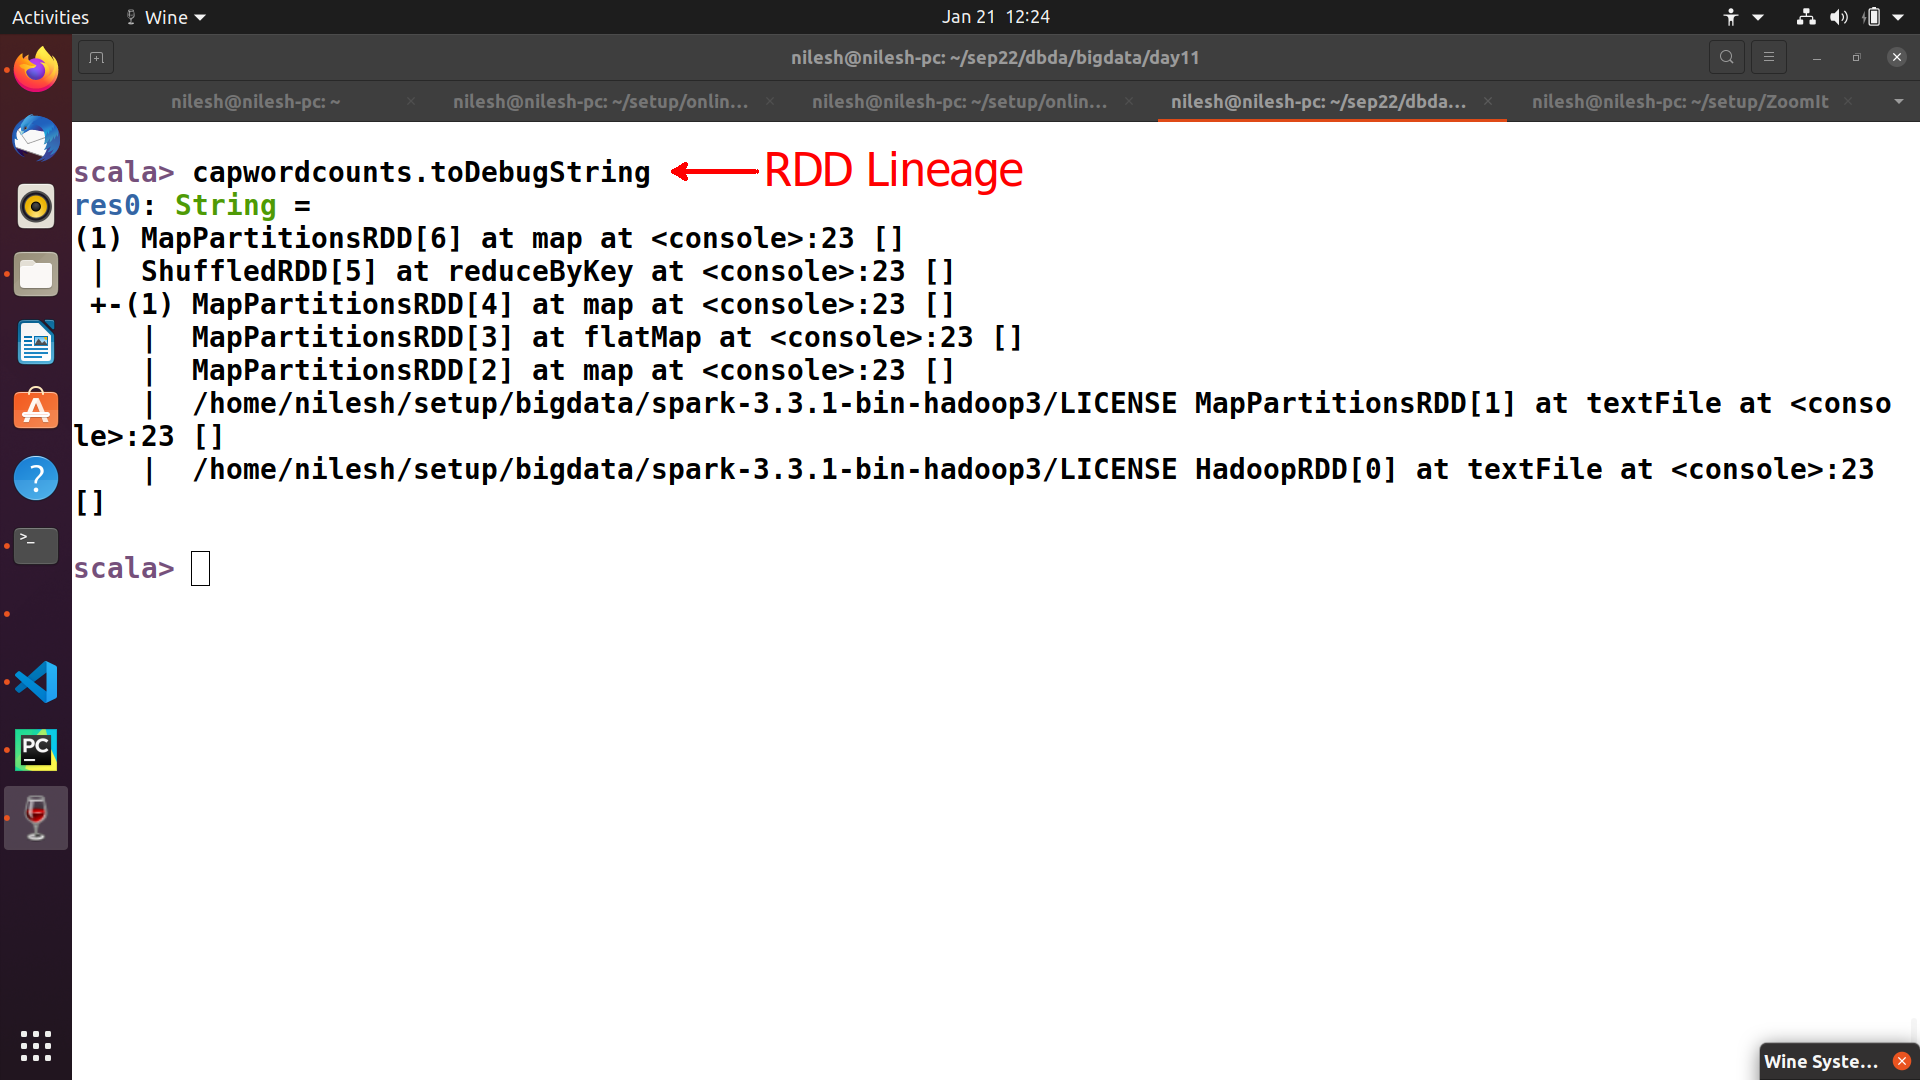 Activities Wine Jan 21 12:24
nilesh@nilesh-pc: ~/sep22/dbda/bigdata/day11
nilesh@nilesh-pc: ~ nilesh@nilesh-pc: ~/setup/onlin... nilesh@nilesh-pc: ~/setup/onlin... nilesh@nilesh-pc: ~/sep22/dbda... nilesh@nilesh-pc: ~/setup/ZoomIt
scala> capwordcounts.toDebugString RDD Lineage
res0: String =
(1) MapPartitionsRDD[6] at map at <console>:23 []
 |  ShuffledRDD[5] at reduceByKey at <console>:23 []
 +-(1) MapPartitionsRDD[4] at map at <console>:23 []
    |  MapPartitionsRDD[3] at flatMap at <console>:23 []
    |  MapPartitionsRDD[2] at map at <console>:23 []
    |  /home/nilesh/setup/bigdata/spark-3.3.1-bin-hadoop3/LICENSE MapPartitionsRDD[1] at textFile at <conso
le>:23 []
    |  /home/nilesh/setup/bigdata/spark-3.3.1-bin-hadoop3/LICENSE HadoopRDD[0] at textFile at <console>:23
[]
scala>
PC
Wine Syste...